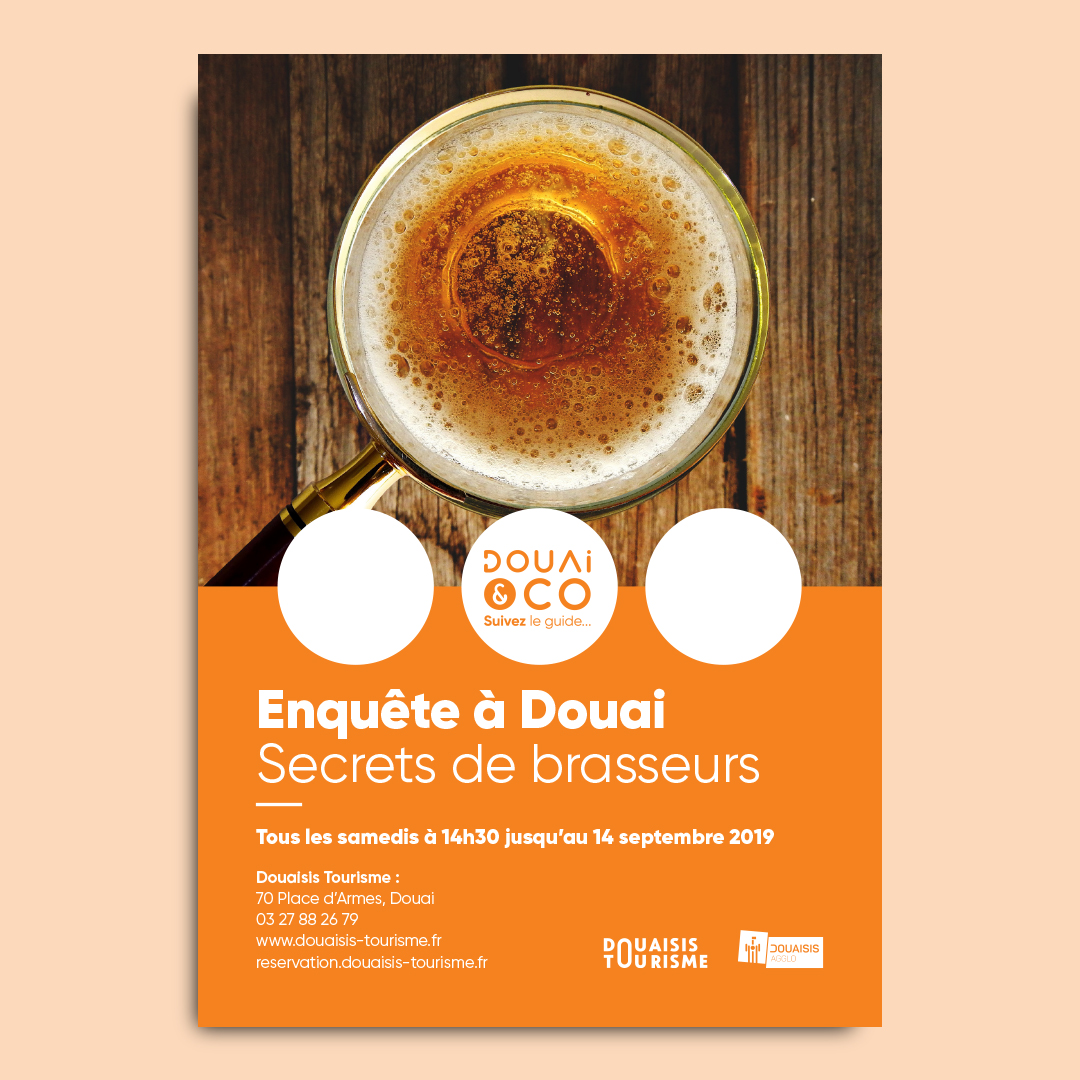 DOUAi
& CO
Suivez le guide...
Enquête à Douai
Secrets de brasseurs
Tous les samedis à 14h30 jusqu’au 14 septembre 2019
Douaisis Tourisme :
70 Place d’Armes, Douai
03 27 88 26 79
www.douaisis-tourisme.fr
reservation.douaisis-tourisme.fr
DOUAISIS
TOURISME
DOUAISIS
AGGLO